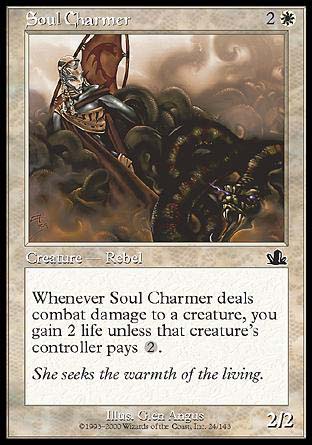 Soul Charmer 2
Creature — Rebel
Whenever Soul Charmer deals
combat damage to a creature, you
gain 2 life unless that creature's
controller pays 2.
She seeks the warmth of the living.
Illus. Glen Angus
©1993-2000 Wizards of the Coast, Inc. 24/143
2/2